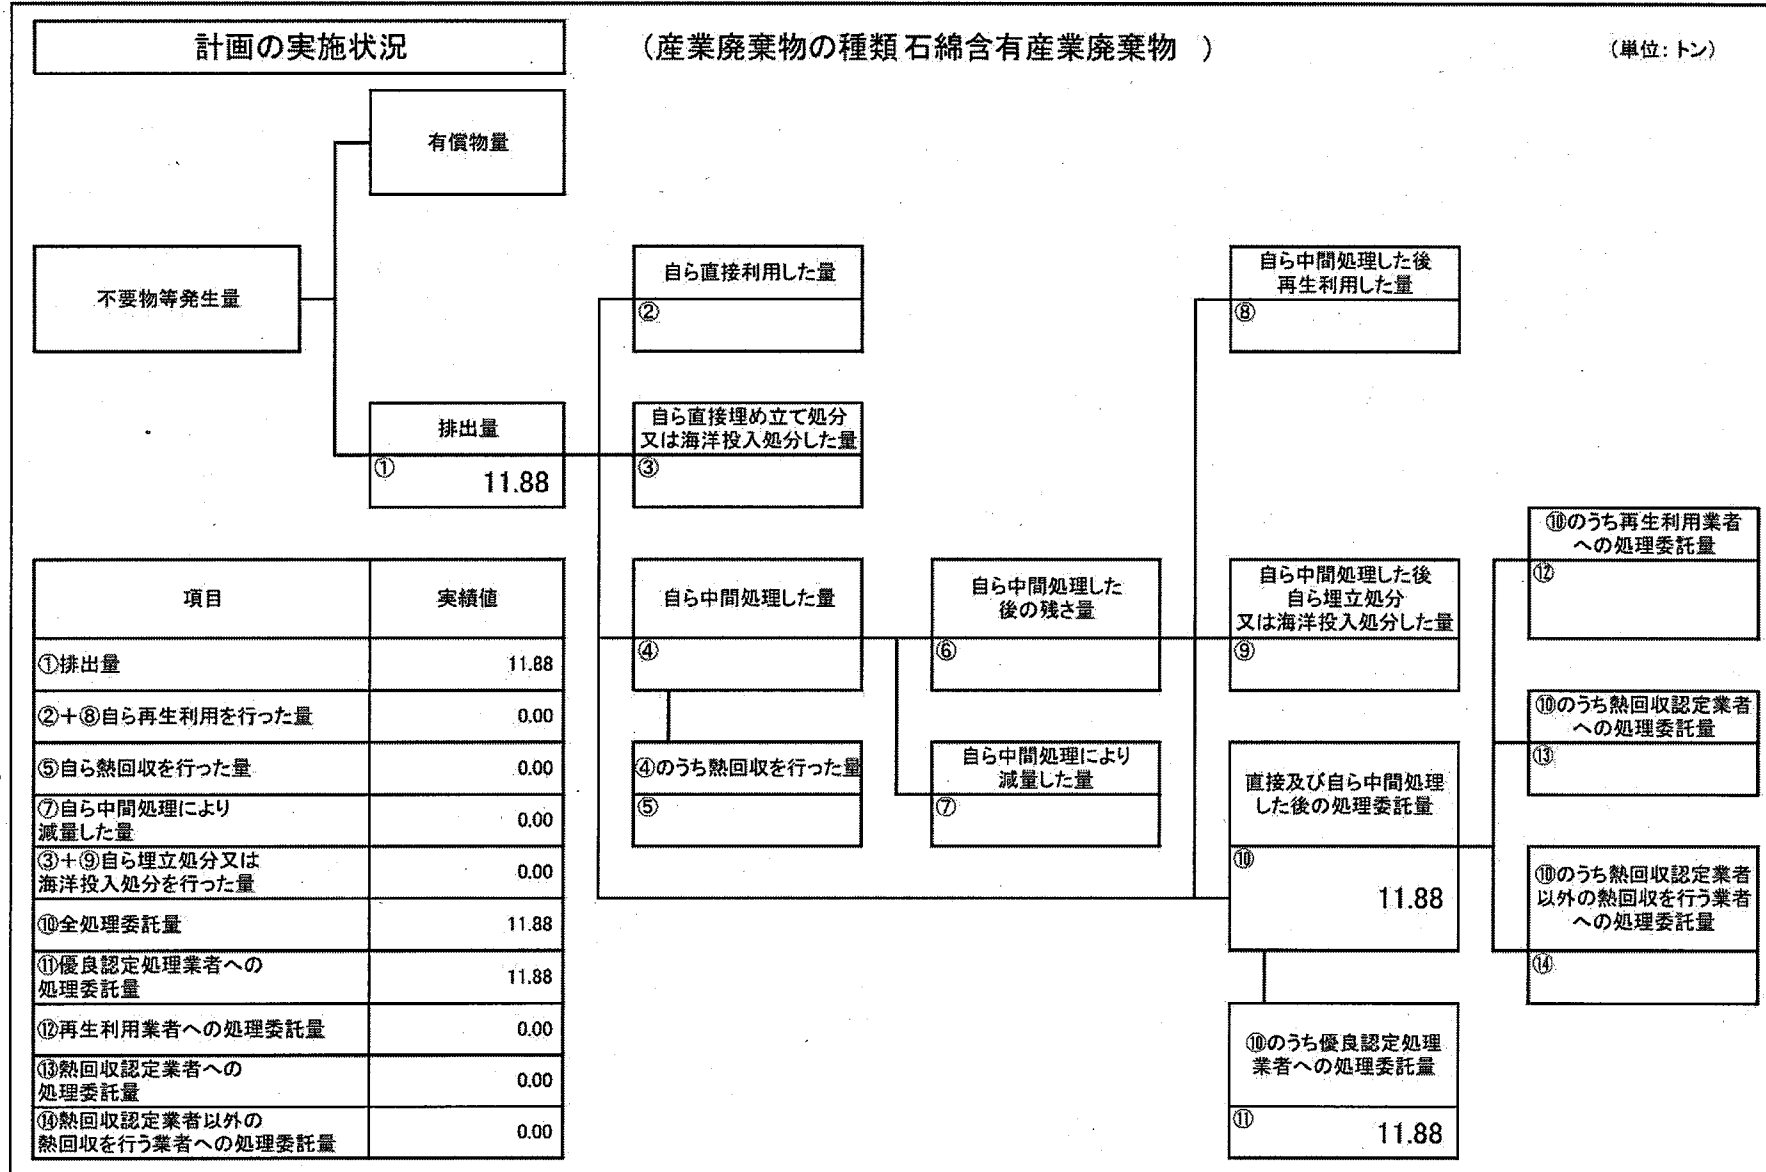 計画の実施状況
(産業廃棄物の種類 石綿含有産業廃棄物 )
(単位：トン)
有償物量
不要物等発生量
自ら直接利用した量
②
自ら中間処理した後
再生利用した量
⑧
排出量
① 11.88
自ら直接埋め立て処分
又は海洋投入処分した量
③
⑩のうち再生利用業者
への処理委託量
⑫
自ら中間処理した量
④
自ら中間処理した
後の残さ量
⑥
自ら中間処理した後
自ら埋立処分
又は海洋投入処分した量
⑨
⑩のうち熱回収認定業者
への処理委託量
⑬
④のうち熱回収を行った量
⑤
自ら中間処理により
減量した量
⑦
直接及び自ら中間処理
した後の処理委託量
⑩ 11.88
⑩のうち熱回収認定業者
以外の熱回収を行う業者
への処理委託量
⑭
⑩のうち優良認定処理
業者への処理委託量
⑪ 11.88
項目 実績値
①排出量 11.88
②＋⑧自ら再生利用を行った量 0.00
⑤自ら熱回収を行った量 0.00
⑦自ら中間処理により
減量した量 0.00
③＋⑨自ら埋立処分又は
海洋投入処分を行った量 0.00
⑩全処理委託量 11.88
⑪優良認定処理業者への
処理委託量 11.88
⑫再生利用業者への処理委託量 0.00
⑬熱回収認定業者への
処理委託量 0.00
⑭熱回収認定業者以外の
熱回収を行う業者への処理委託量 0.00